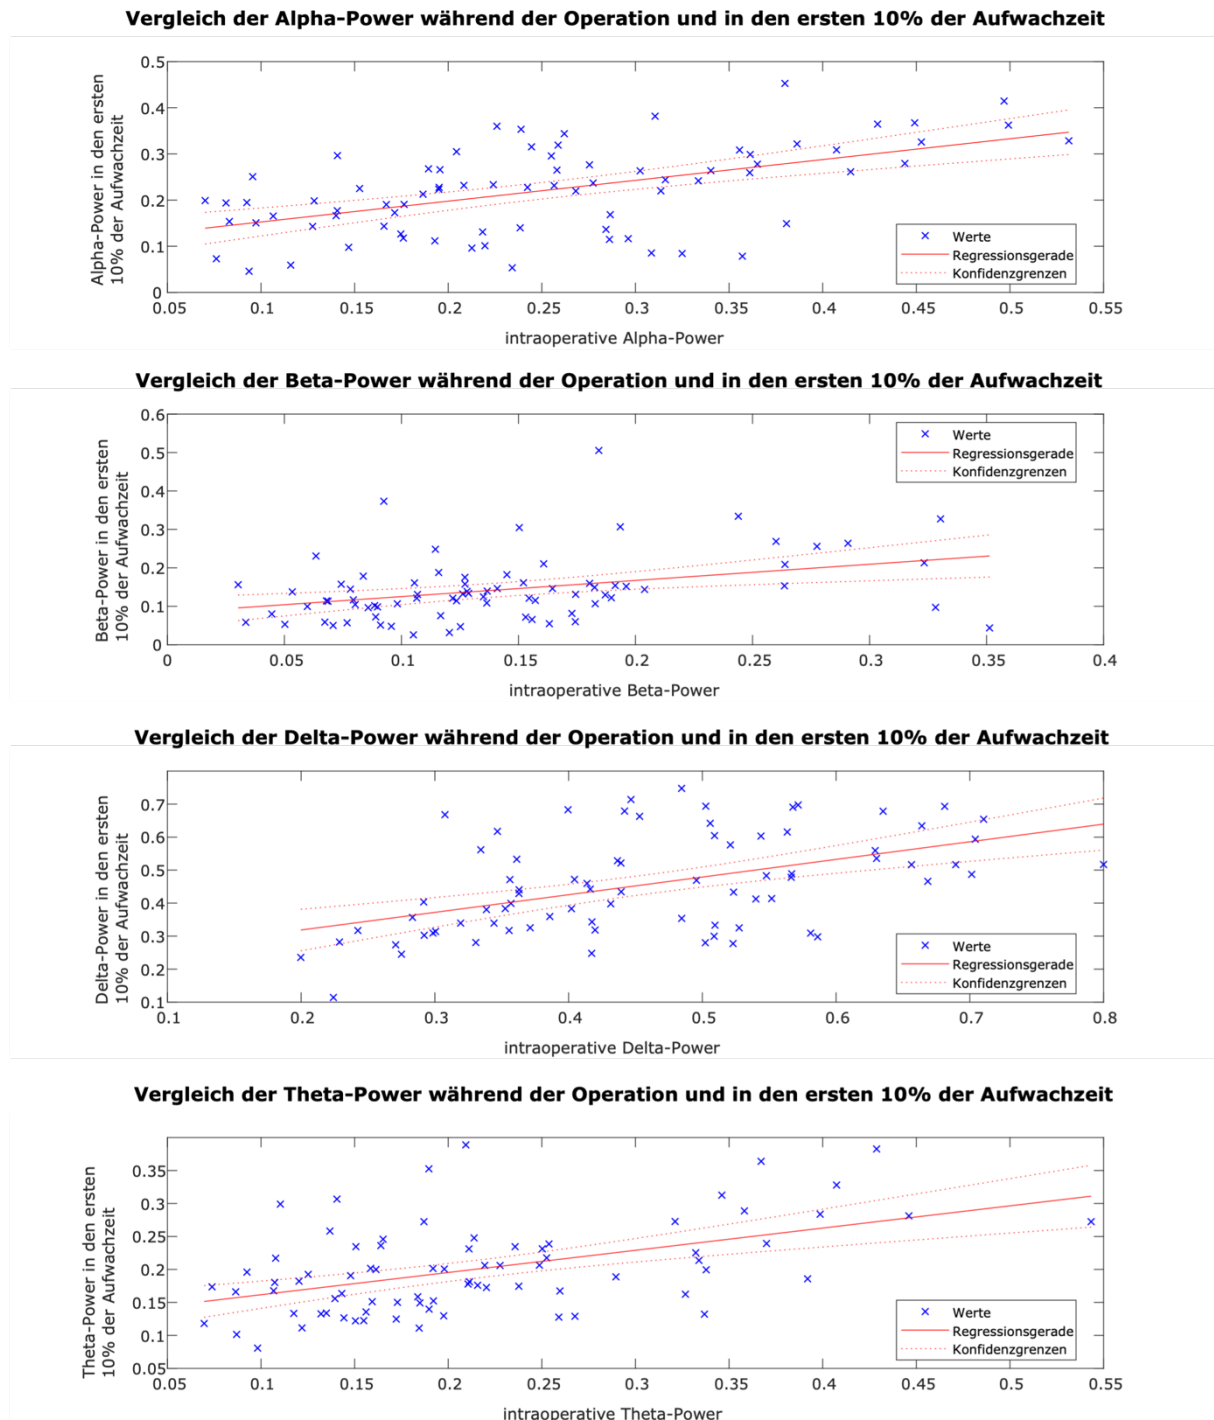 Vergleich der Alpha-Power während der Operation und in den ersten 10% der Aufwachzeit
Alpha-Power in den ersten
10% der Aufwachzeit
0.5
0.4
0.3
0.2
0.1
0
Werte
Regressionsgerade
Konfidenzgrenzen
0.05 0.1 0.15 0.2 0.25 0.3 0.35 0.4 0.45 0.5 0.55
intraoperative Alpha-Power
Vergleich der Beta-Power während der Operation und in den ersten 10% der Aufwachzeit
Beta-Power in den ersten
10% der Aufwachzeit
0.6
0.5
0.4
0.3
0.2
0.1
0
Werte
Regressionsgerade
Konfidenzgrenzen
0 0.05 0.1 0.15 0.2 0.25 0.3 0.35 0.4
intraoperative Beta-Power
Vergleich der Delta-Power während der Operation und in den ersten 10% der Aufwachzeit
Delta-Power in den ersten
10% der Aufwachzeit
0.7
0.6
0.5
0.4
0.3
0.2
0.1
Werte
Regressionsgerade
Konfidenzgrenzen
0.1 0.2 0.3 0.4 0.5 0.6 0.7 0.8
intraoperative Delta-Power
Vergleich der Theta-Power während der Operation und in den ersten 10% der Aufwachzeit
Theta-Power in den ersten
10% der Aufwachzeit
0.35
0.3
0.25
0.2
0.15
0.1
0.05
Werte
Regressionsgerade
Konfidenzgrenzen
0.05 0.1 0.15 0.2 0.25 0.3 0.35 0.4 0.45 0.5 0.55
intraoperative Theta-Power